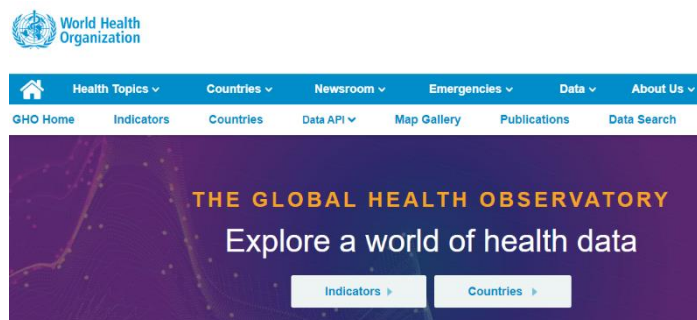 World Health
Organization
Health Topics Countries Newsroom Emergencies Data About Us
GHO Home Indicators Countries Data API Map Gallery Publications Data Search
THE GLOBAL HEALTH OBSERVATORY
Explore a world of health data
Indicators Countries